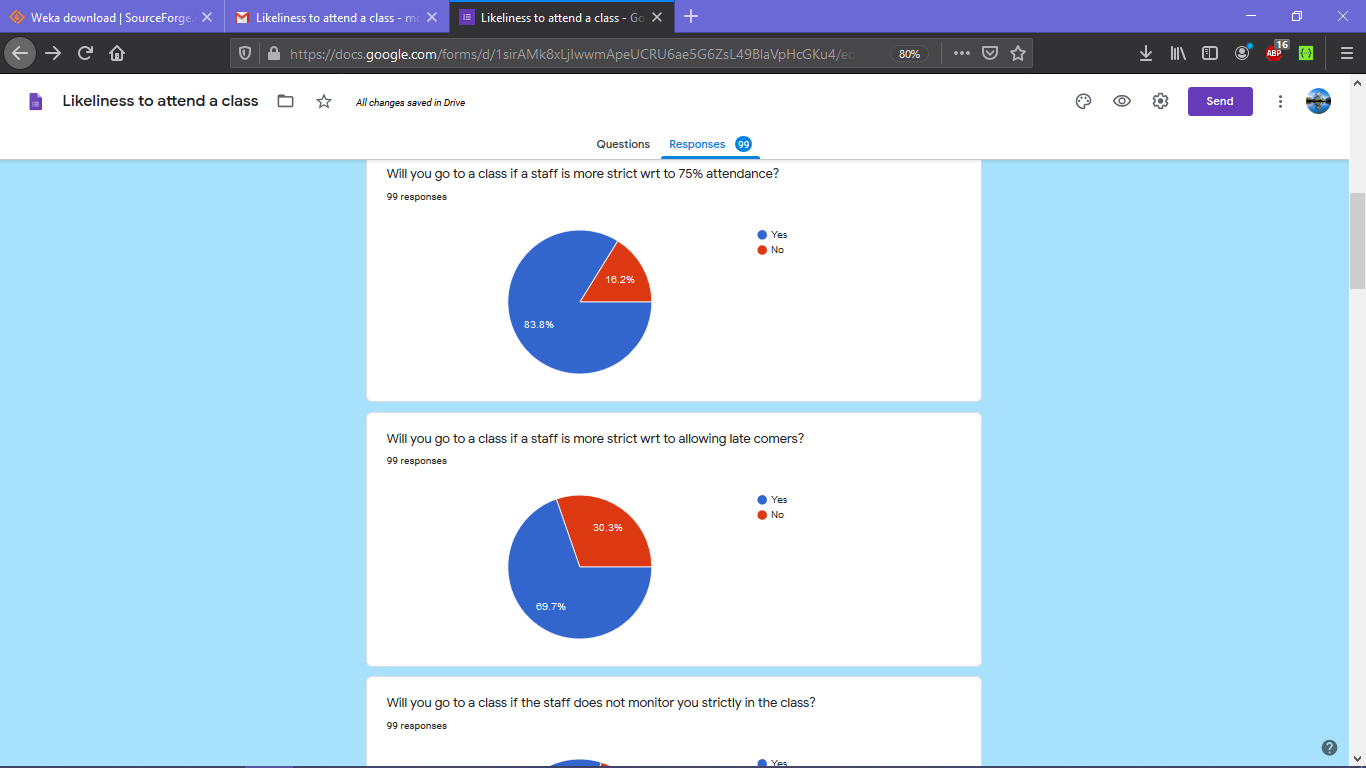 Weka download | SourceForge.
Likeliness to attend a class - mo
Likeliness to attend a class - Go
https://docs.google.com/forms/d/1sirAMk8xLjIwwmApeUCRU6ae5G6ZsL49BlaVpHcGKu4/ed
80%
16
ABP
Likeliness to attend a class
All changes saved in Drive
Send
Questions
Responses 99
Will you go to a class if a staff is more strict wrt to 75% attendance?
99 responses
Yes
No
16.2%
83.8%
Will you go to a class if a staff is more strict wrt to allowing late comers?
99 responses
Yes
No
30.3%
69.7%
Will you go to a class if the staff does not monitor you strictly in the class?
99 responses
Yes